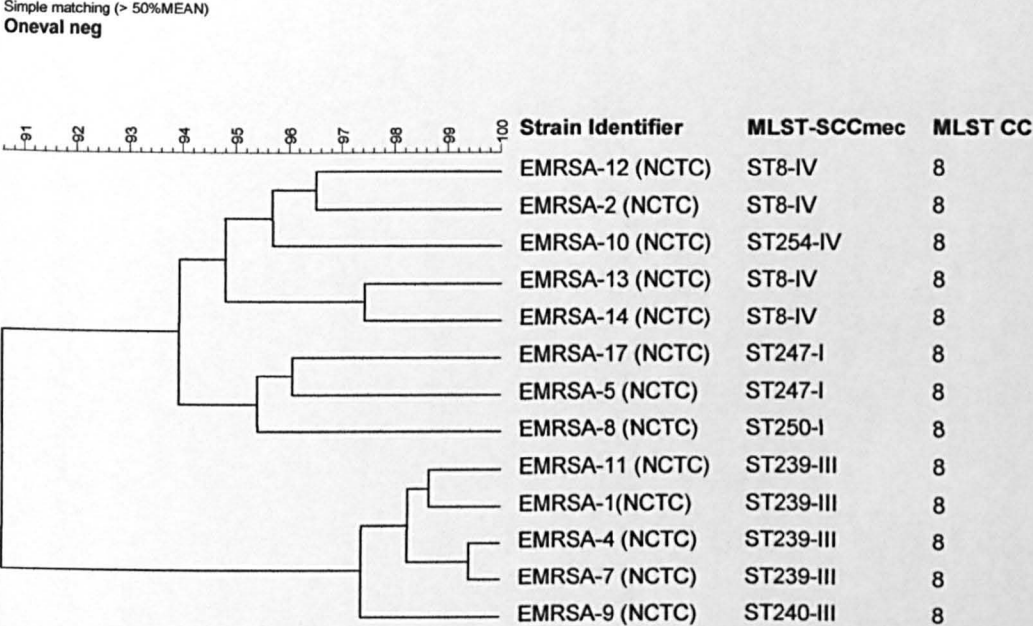 Simple matching (> 50%MEAN)
Oneval neg
91 92 93 94 95 96 97 98 99 100
Strain Identifier MLST-SCCmec MLST CC
EMRSA-12 (NCTC) ST8-IV 8
EMRSA-2 (NCTC) ST8-IV 8
EMRSA-10 (NCTC) ST254-IV 8
EMRSA-13 (NCTC) ST8-IV 8
EMRSA-14 (NCTC) ST8-IV 8
EMRSA-17 (NCTC) ST247-I 8
EMRSA-5 (NCTC) ST247-I 8
EMRSA-8 (NCTC) ST250-I 8
EMRSA-11 (NCTC) ST239-III 8
EMRSA-1(NCTC) ST239-III 8
EMRSA-4 (NCTC) ST239-III 8
EMRSA-7 (NCTC) ST239-III 8
EMRSA-9 (NCTC) ST240-III 8